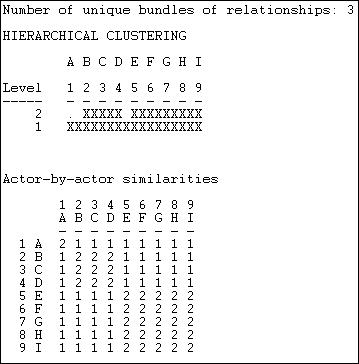 Number of unique bundles of relationships: 3
HIERARCHICAL CLUSTERING
A B C D E F G H I
Level 1 2 3 4 5 6 7 8 9
----- - - - - - - - - -
2 . XXXXX XXXXXXXXX
1 XXXXXXXXXXXXXXXXX
Actor-by-actor similarities
1 2 3 4 5 6 7 8 9
A B C D E F G H I
- - - - - - - - -
1 A 2 1 1 1 1 1 1 1 1
2 B 1 2 2 2 1 1 1 1 1
3 C 1 2 2 2 1 1 1 1 1
4 D 1 2 2 2 1 1 1 1 1
5 E 1 1 1 1 2 2 2 2 2
6 F 1 1 1 1 2 2 2 2 2
7 G 1 1 1 1 2 2 2 2 2
8 H 1 1 1 1 2 2 2 2 2
9 I 1 1 1 1 2 2 2 2 2